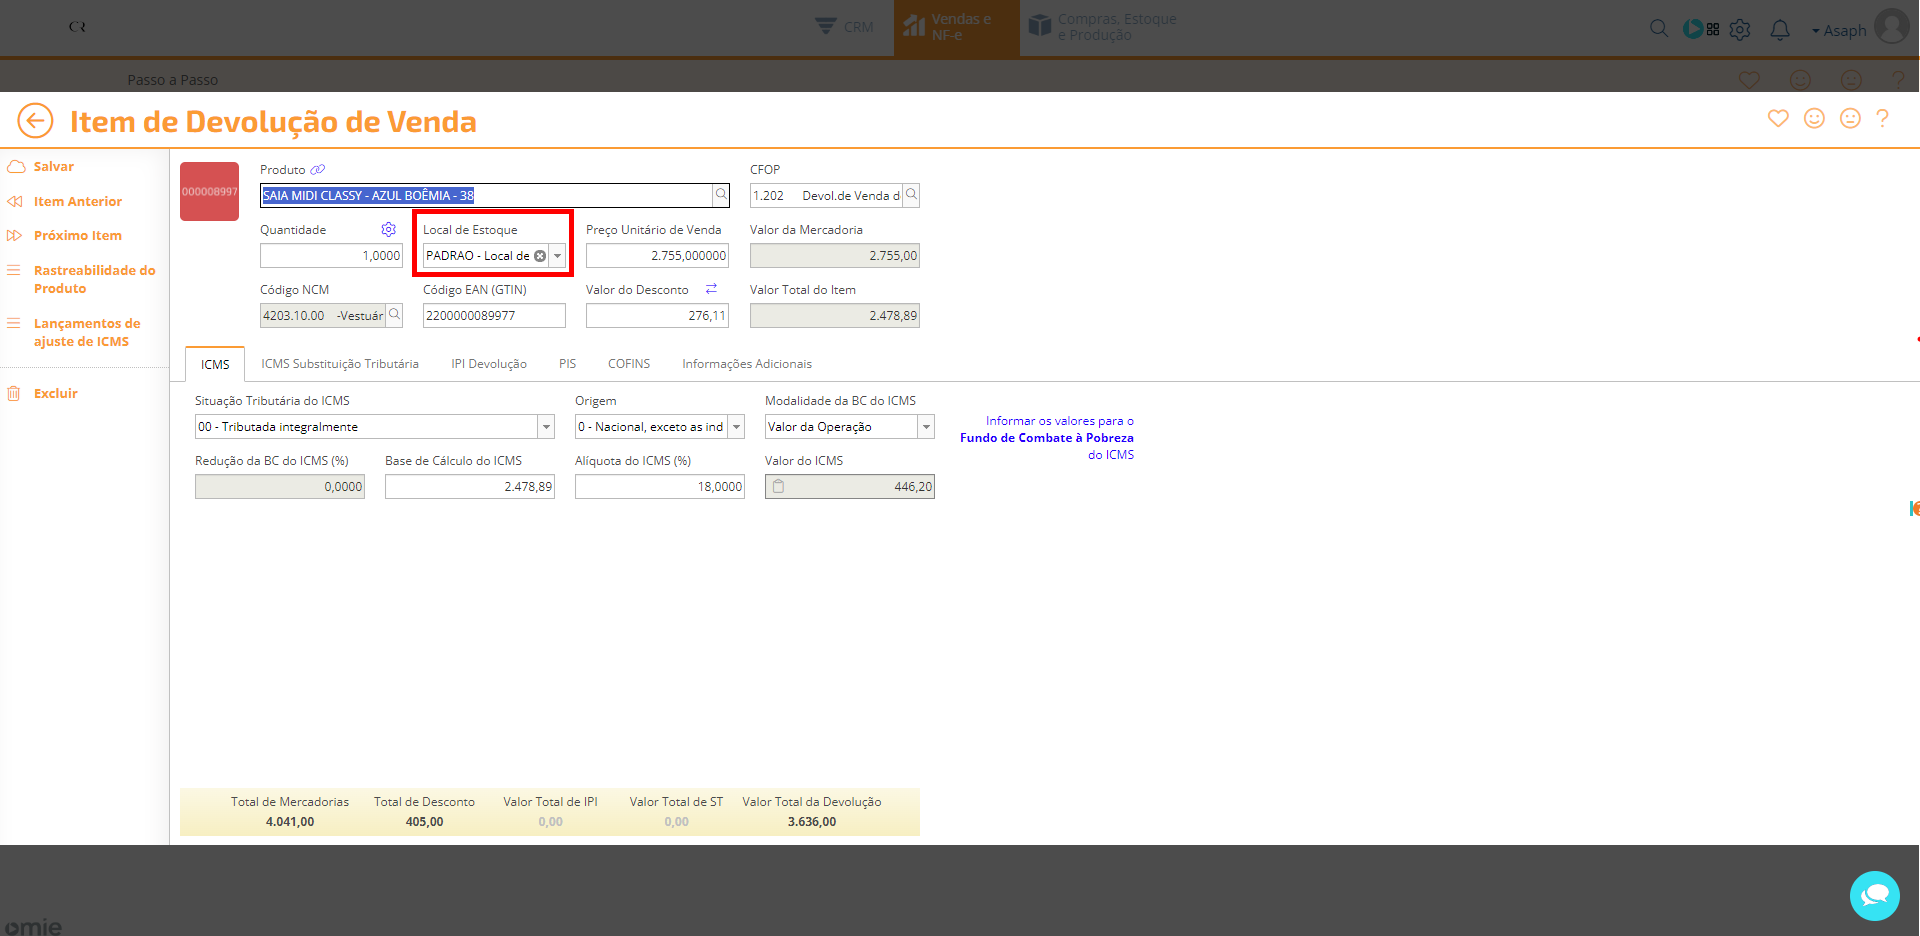 CR
CRM
Vendas e
NF-e
Compras, Estoque
e Produção
Asaph
Passo a Passo
Item de Devolução de Venda
?
Salvar
Item Anterior
Próximo Item
Rastreabilidade do
Produto
Lançamentos de
ajuste de ICMS
Excluir
000008997
Produto
SAIA MIDI CLASSY - AZUL BOÊMIA - 38
CFOP
1.202 Devol.de Venda d
Quantidade
1,0000
Local de Estoque
PADRAO - Local de
Preço Unitário de Venda
2.755,000000
Valor da Mercadoria
2.755,00
Código NCM
4203.10.00 -Vestuár
Código EAN (GTIN)
2200000089977
Valor do Desconto
276,11
Valor Total do Item
2.478,89
ICMS
ICMS Substituição Tributária
IPI Devolução
PIS
COFINS
Informações Adicionais
Situação Tributária do ICMS
00 - Tributada integralmente
Origem
0 - Nacional, exceto as ind
Modalidade da BC do ICMS
Valor da Operação
Informar os valores para o
Fundo de Combate à Pobreza
do ICMS
Redução da BC do ICMS (%)
0,0000
Base de Cálculo do ICMS
2.478,89
Alíquota do ICMS (%)
18,0000
Valor do ICMS
446,20
Total de Mercadorias
4.041,00
Total de Desconto
405,00
Valor Total de IPI
0,00
Valor Total de ST
0,00
Valor Total da Devolução
3.636,00
omie